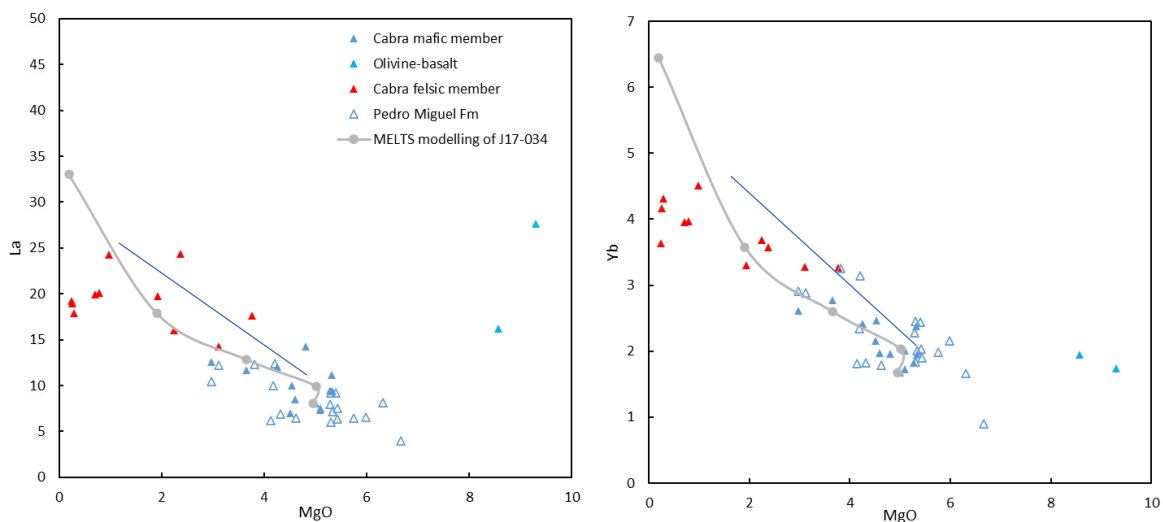 50
45
40
35
30
25
20
15
10
5
0
La
0 2 4 6 8 10
MgO
Cabra mafic member
Olivine-basalt
Cabra felsic member
Pedro Miguel Fm
MELTS modelling of J17-034
7
6
5
4
3
2
1
0
Yb
0 2 4 6 8 10
MgO